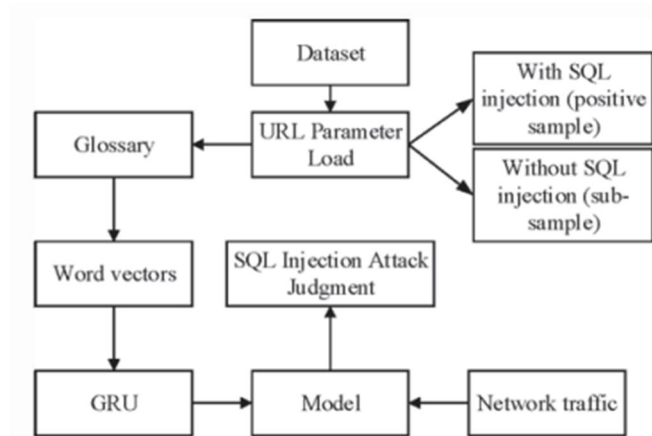 Dataset
With SQL
injection (positive
sample)
Glossary
URL Parameter
Load
Without SQL
injection (sub-
sample)
Word vectors
SQL Injection Attack
Judgment
GRU
Model
Network traffic